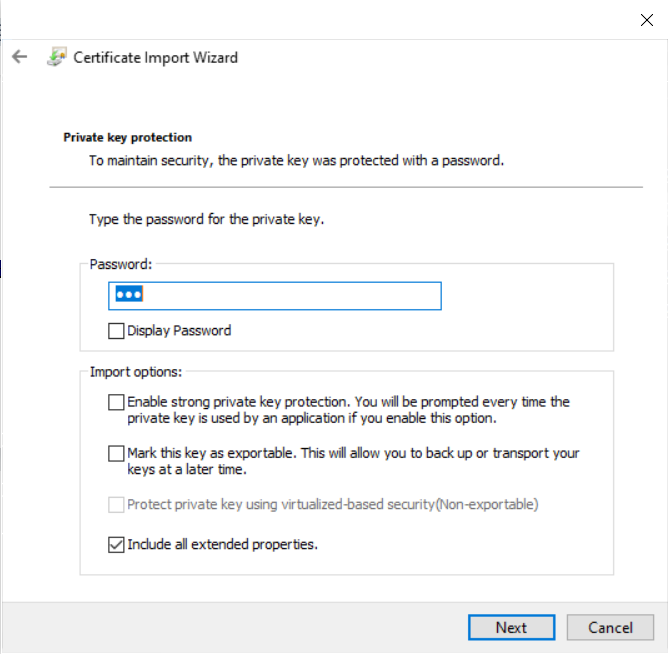 Certificate Import Wizard
Private key protection
To maintain security, the private key was protected with a password.
Type the password for the private key.
Password:
●●●
Display Password
Import options:
Enable strong private key protection. You will be prompted every time the
private key is used by an application if you enable this option.
Mark this key as exportable. This will allow you to back up or transport your
keys at a later time.
Protect private key using virtualized-based security(Non-exportable)
Include all extended properties.
Next
Cancel